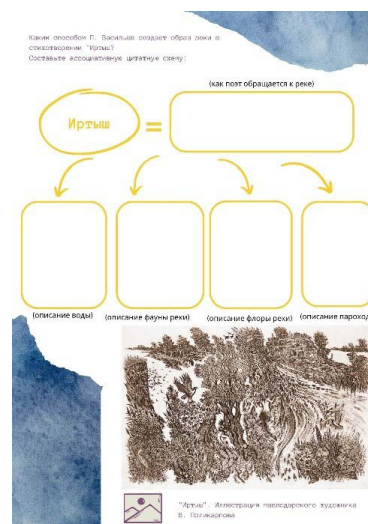 Каким способом П. Васильев создает образ реки в
стихотворении "Иртыш?
Составьте ассоциативную цитатную схему:
(как поэт обращается к реке)
Иртыш =
(описание воды) (описание фауны реки) (описание флоры реки) (описание пароход
"Иртыш". Иллюстрация павлодарского художника
В. Поликарпова